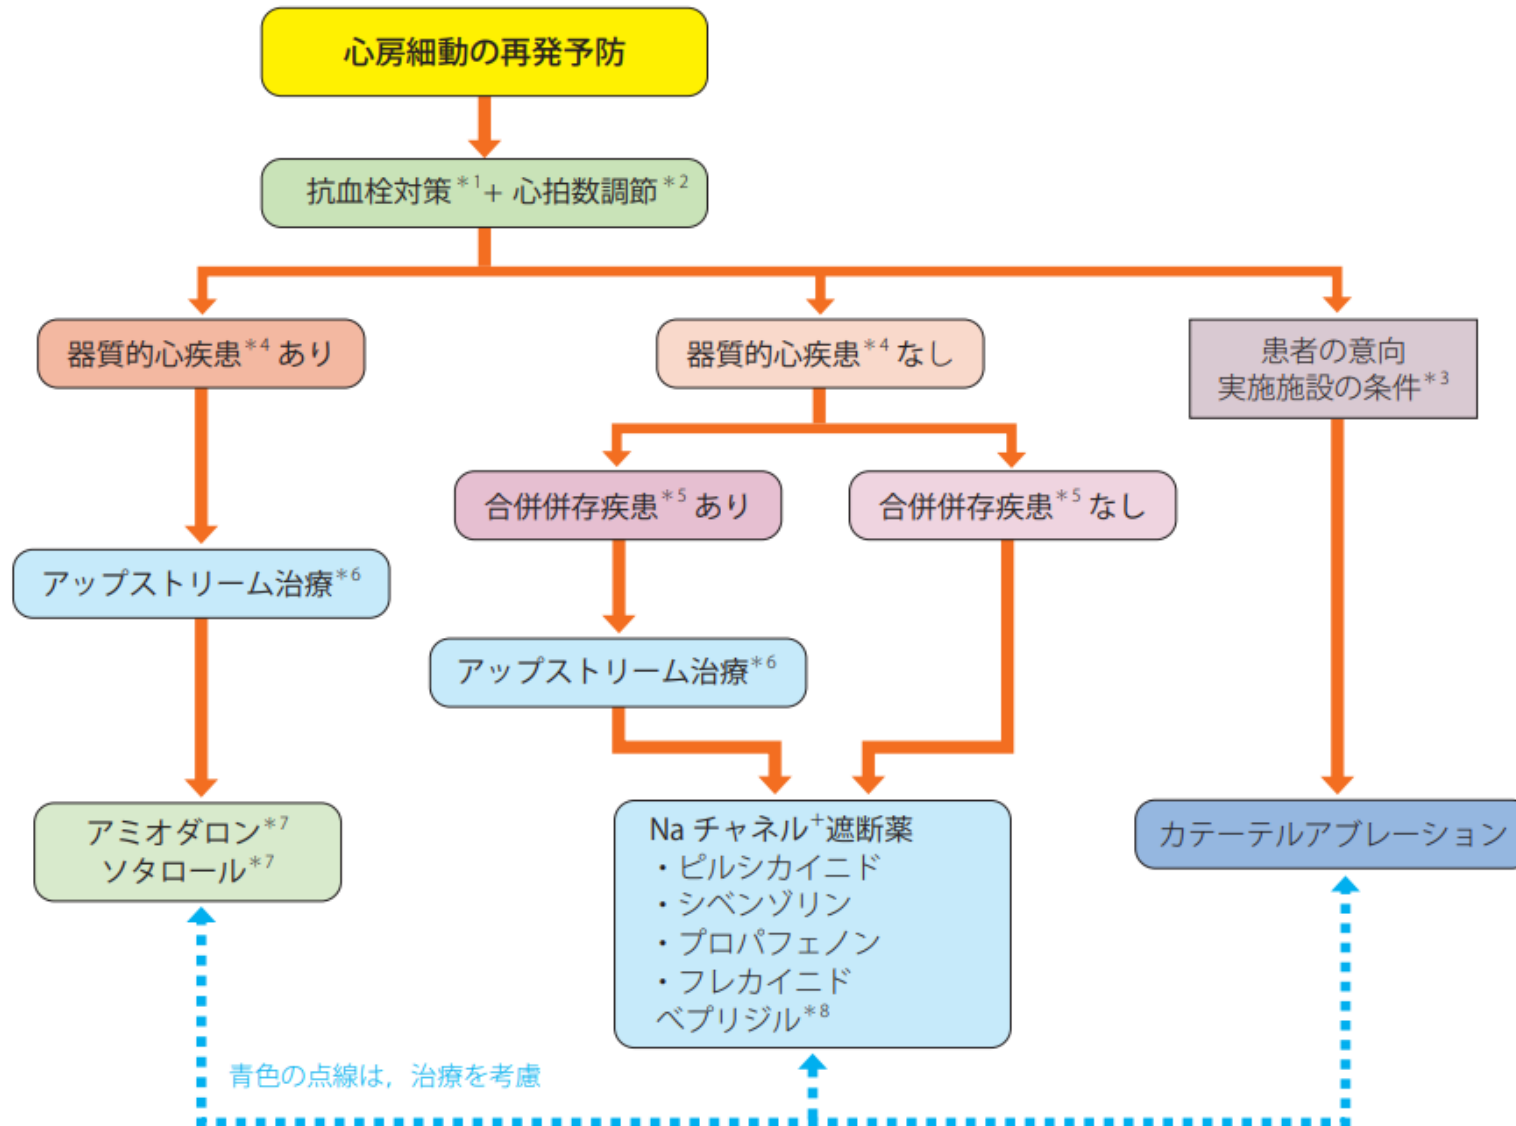 心房細動の再発予防
抗血栓対策*1+ 心拍数調節*2
器質的心疾患*4 あり
器質的心疾患*4 なし
患者の意向
実施施設の条件*3
合併併存疾患*5 あり
合併併存疾患*5 なし
アップストリーム治療*6
アップストリーム治療*6
アミオダロン*7
ソタロール*7
Na チャネル+遮断薬
・ピルシカイニド
・シベンゾリン
・プロパフェノン
・フレカイニド
ベプリジル*8
カテーテルアブレーション
青色の点線は，治療を考慮